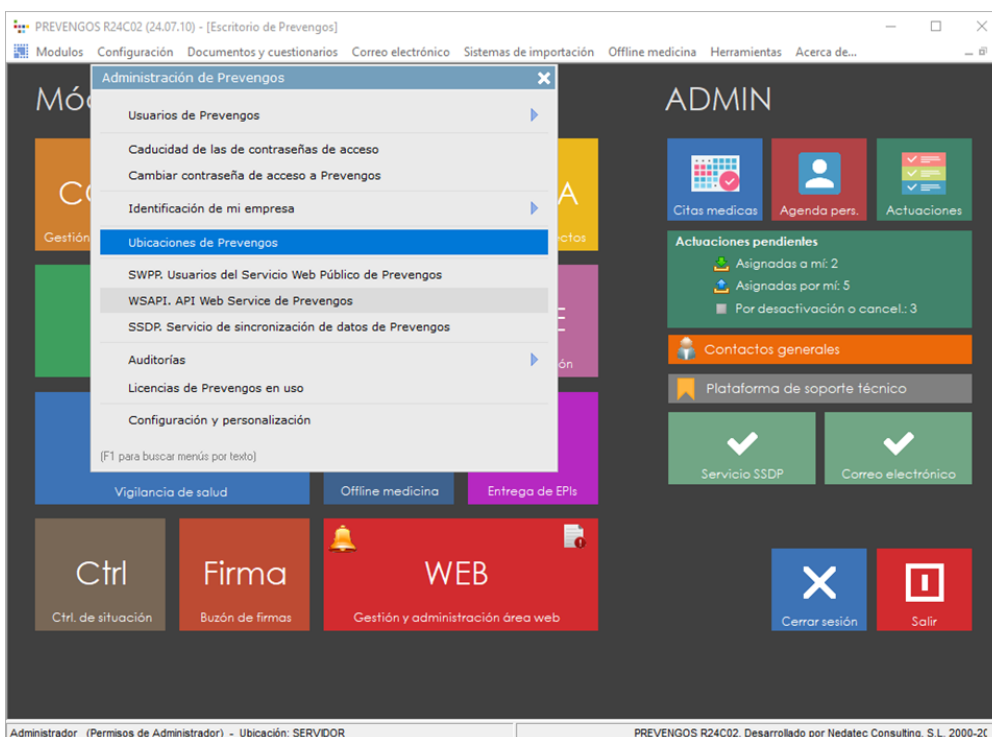 PREVENGOS R24C02 (24.07.10) - [Escritorio de Prevengos]
Modulos Configuración Documentos y cuestionarios Correo electrónico Sistemas de importación Offline medicina Herramientas Acerca de...
Administración de Prevengos
Usuarios de Prevengos
Caducidad de las de contraseñas de acceso
Cambiar contraseña de acceso a Prevengos
Identificación de mi empresa
Ubicaciones de Prevengos
SWPP. Usuarios del Servicio Web Público de Prevengos
WSAPI. API Web Service de Prevengos
SSDP. Servicio de sincronización de datos de Prevengos
Auditorías
Licencias de Prevengos en uso
Configuración y personalización
(F1 para buscar menús por texto)
Vigilancia de salud
Offline medicina
Entrega de EPIs
Ctrl
Ctrl. de situación
Firma
Buzón de firmas
WEB
Gestión y administración área web
ADMIN
Citas medicas
Agenda pers.
Actuaciones
Actuaciones pendientes
Asignadas a mí: 2
Asignadas por mí: 5
Por desactivación o cancel.: 3
Contactos generales
Plataforma de soporte técnico
Servicio SSDP
Correo electrónico
Cerrar sesión
Salir
Administrador (Permisos de Administrador) - Ubicación: SERVIDOR
PREVENGOS R24C02. Desarrollado por Nedatec Consulting, S.L. 2000-20